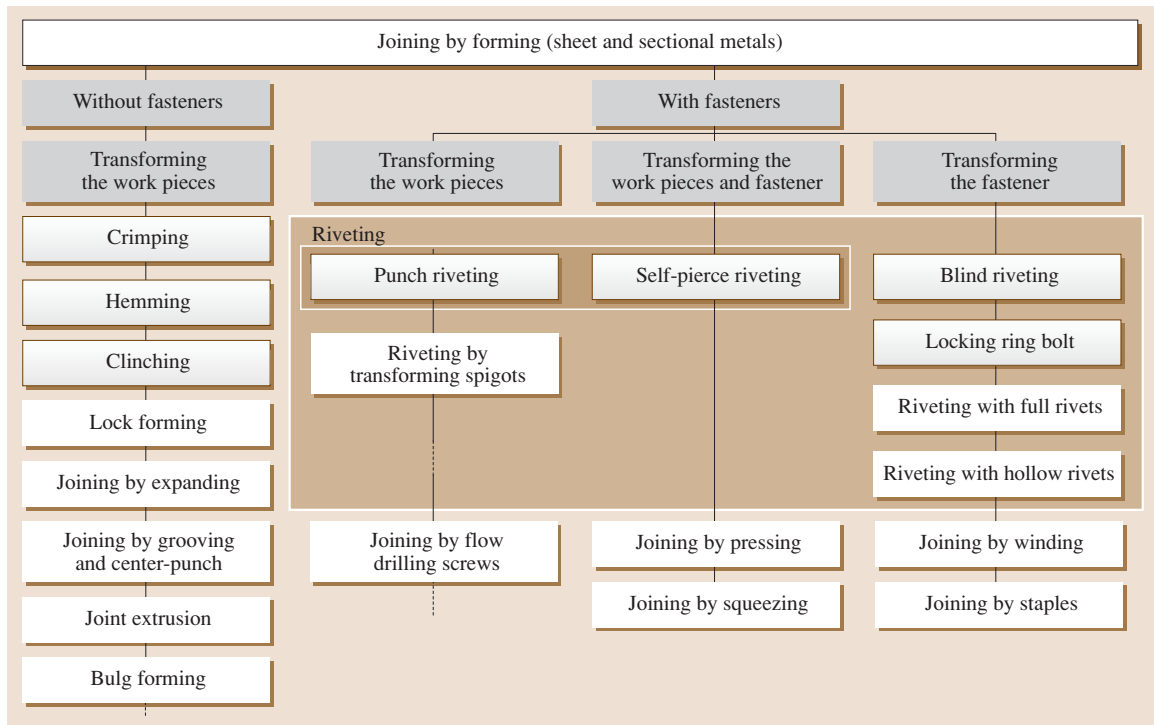 Joining by forming (sheet and sectional metals)
Without fasteners
With fasteners
Transforming
the work pieces
Transforming
the work pieces
Transforming the
work pieces and fastener
Transforming
the fastener
Crimping
Hemming
Clinching
Lock forming
Joining by expanding
Joining by grooving
and center-punch
Joint extrusion
Bulg forming
Riveting
Punch riveting
Riveting by
transforming spigots
Joining by flow
drilling screws
Self-pierce riveting
Joining by pressing
Joining by squeezing
Blind riveting
Locking ring bolt
Riveting with full rivets
Riveting with hollow rivets
Joining by winding
Joining by staples